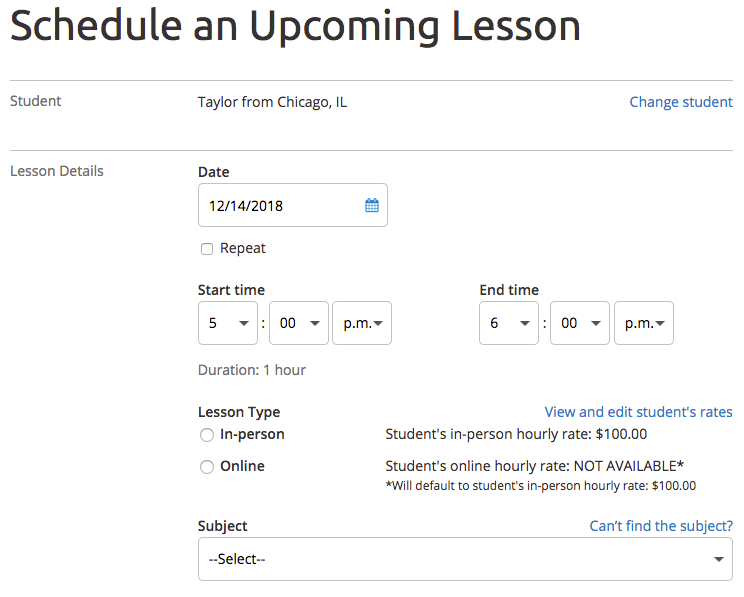 Schedule an Upcoming Lesson
Student
Taylor from Chicago, IL
Change student
Lesson Details
Date
12/14/2018
Repeat
Start time
End time
5 : 00 p.m.
6 : 00 p.m.
Duration: 1 hour
Lesson Type
View and edit student's rates
In-person
Student's in-person hourly rate: $100.00
Online
Student's online hourly rate: NOT AVAILABLE*
*Will default to student's in-person hourly rate: $100.00
Subject
Can’t find the subject?
--Select--